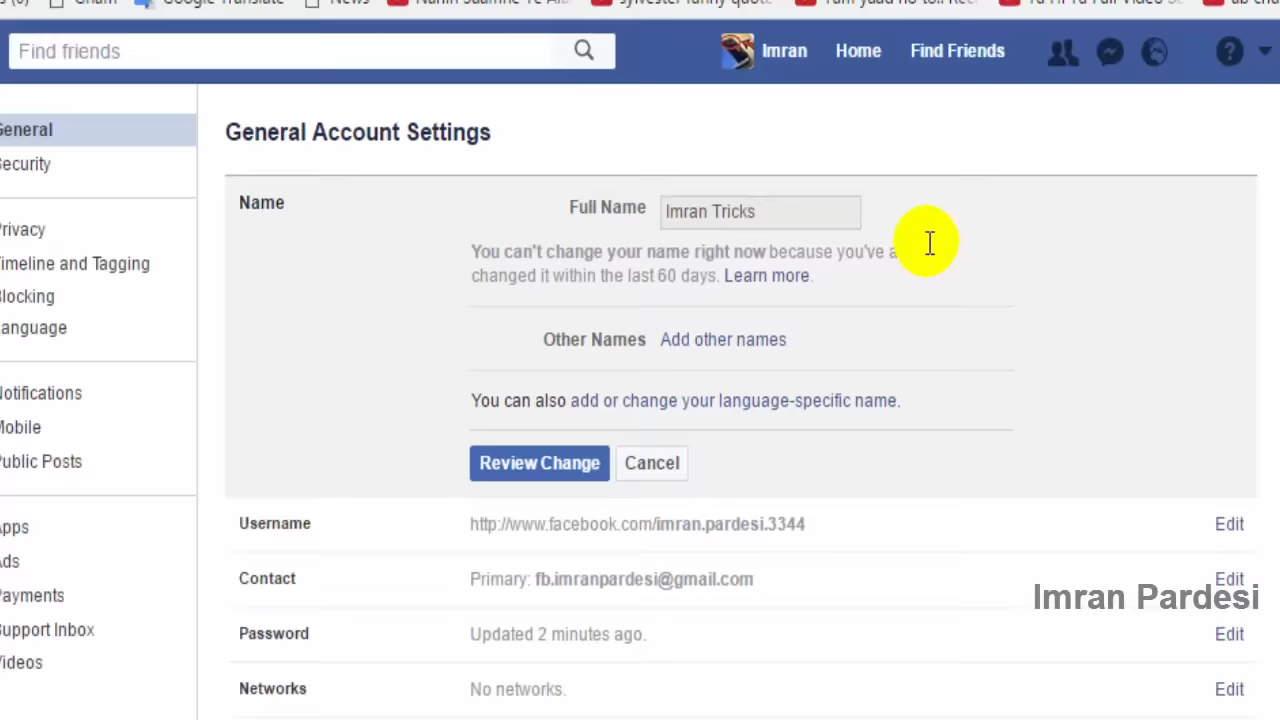 Google Translate
News
Find friends
Imran Home Find Friends
General
Security
Privacy
Timeline and Tagging
Blocking
Language
Notifications
Mobile
Public Posts
Apps
Ads
Payments
Support Inbox
Videos
General Account Settings
Name
Full Name Imran Tricks
You can't change your name right now because you've
changed it within the last 60 days. Learn more.
Other Names Add other names
You can also add or change your language-specific name.
Review Change Cancel
Username http://www.facebook.com/imran.pardesi.3344 Edit
Contact Primary: fb.imranpardesi@gmail.com Edit
Imran Pardesi
Password Updated 2 minutes ago. Edit
Networks No networks. Edit